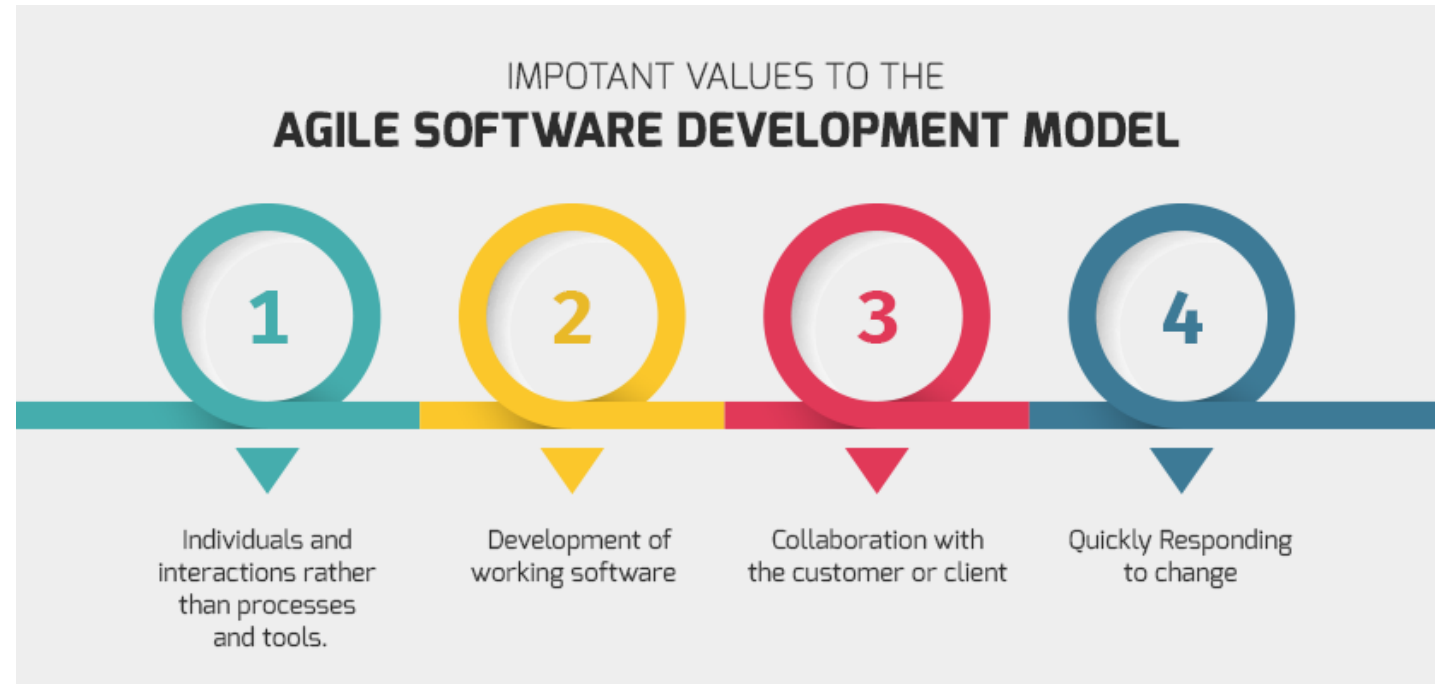 IMPOTANT VALUES TO THE
AGILE SOFTWARE DEVELOPMENT MODEL
1
2
3
4
Individuals and
interactions rather
than processes
and tools.
Development of
working software
Collaboration with
the customer or client
Quickly Responding
to change